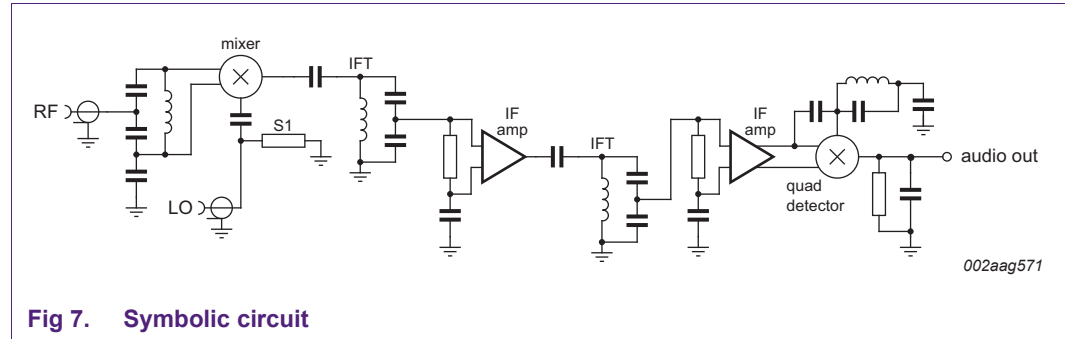 mixer
IFT
RF
S1
LO
IF
amp
IFT
IF
amp
quad
detector
audio out
002aag571
Fig 7. Symbolic circuit